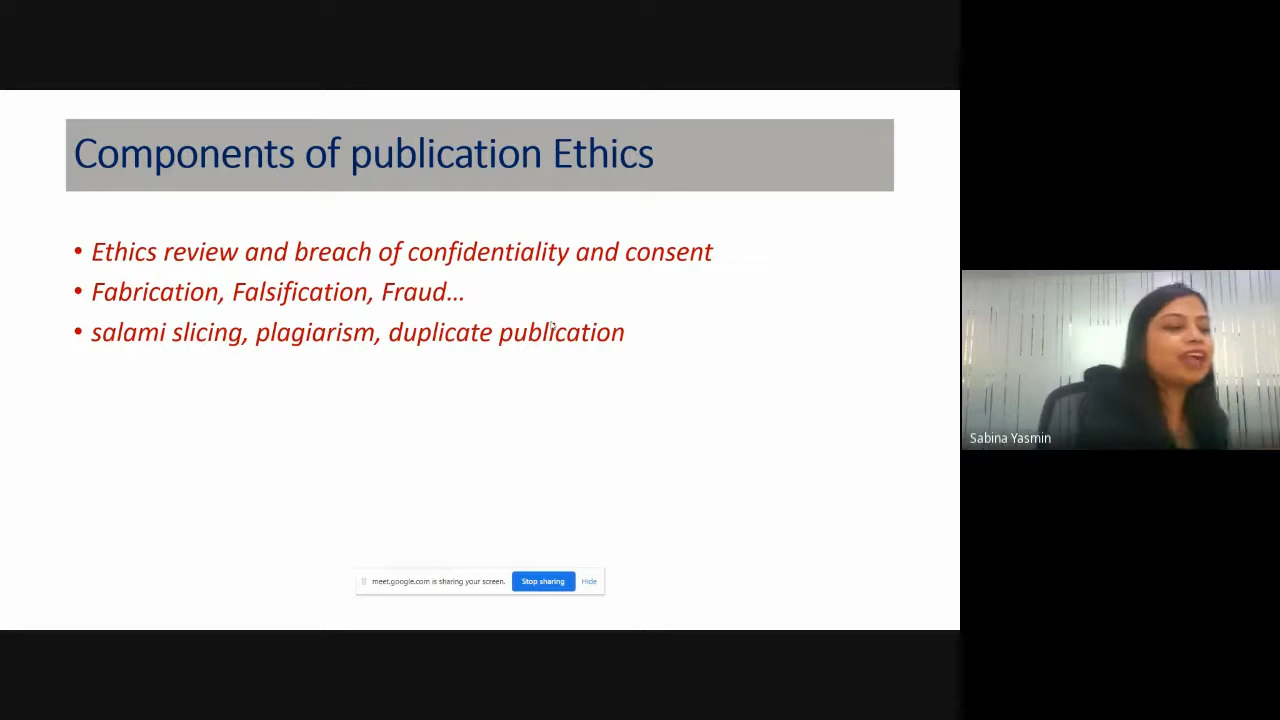 Components of publication Ethics
• Ethics review and breach of confidentiality and consent
• Fabrication, Falsification, Fraud...
• salami slicing, plagiarism, duplicate publication
Sabina Yasmin
meet.google.com is sharing your screen. Stop sharing Hide